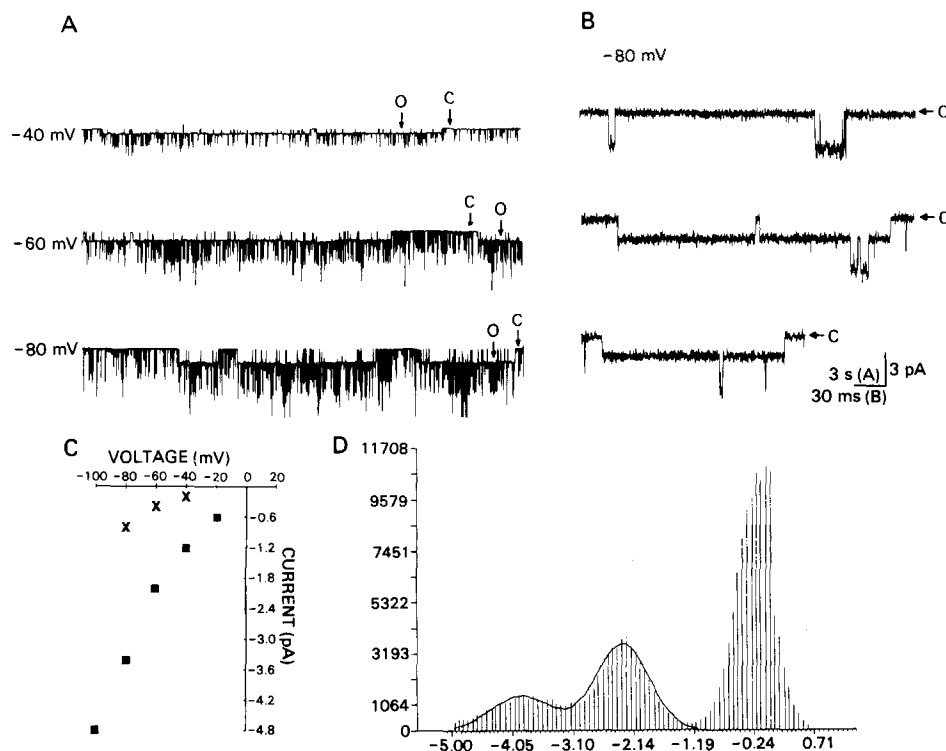 A
B
-80 mV
O
C
-40 mV
C
C
O
-60 mV
C
O
C
-80 mV
C
3 s (A)
3 pA
30 ms (B)
C
VOLTAGE (mV)
-100 -80 -60 -40 -20 0 20
-0.6
-1.2
-1.8
-2.4
-3.0
-3.6
-4.2
-4.8
CURRENT (pA)
x
x
x
D
11708
9579
7451
5322
3193
1064
0
-5.00 -4.05 -3.10 -2.14 -1.19 -0.24 0.71